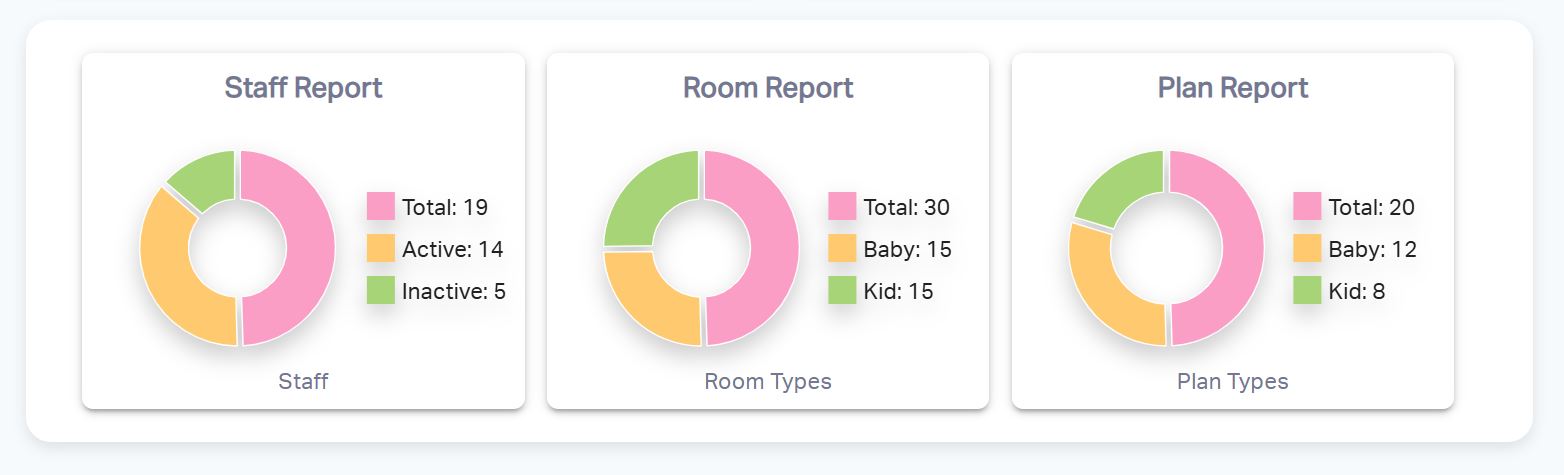 Staff Report
Total: 19
Active: 14
Inactive: 5
Staff
Room Report
Total: 30
Baby: 15
Kid: 15
Room Types
Plan Report
Total: 20
Baby: 12
Kid: 8
Plan Types